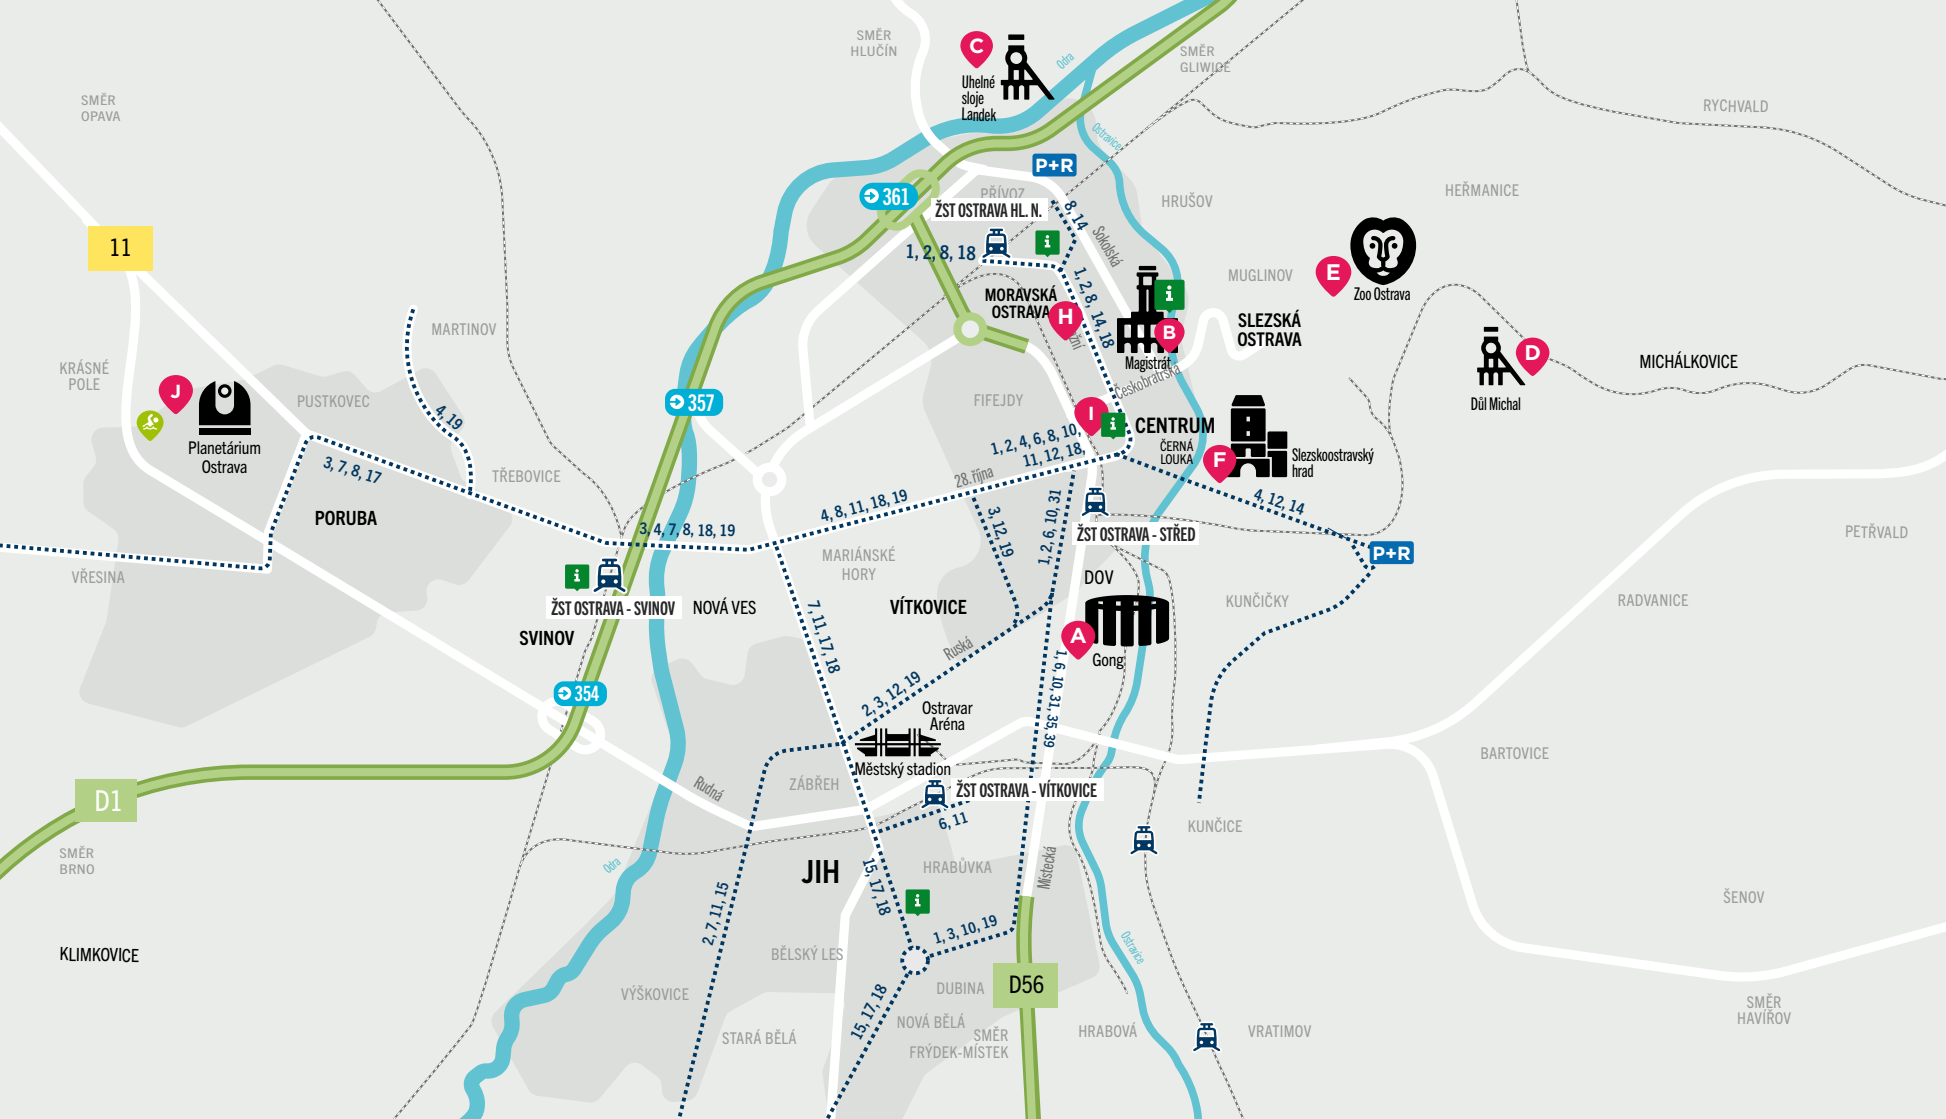 SMĚR
HLUČÍN
C
Uhelné
sloje
Landek
Odra
SMĚR
GLIWICE
SMĚR
OPAVA
RYCHVALD
Ostravice
P+R
361
PŘÍVOZ
ŽST OSTRAVA HL. N.
8, 14
HRUŠOV
HEŘMANICE
11
1, 2, 8, 18
i
Sokolská
MUGLINOV
E
Zoo Ostrava
MORAVSKÁ
OSTRAVA
H
1, 2, 8, 14, 18
i
B
Magistrát
SLEZSKÁ
OSTRAVA
MARTINOV
D
MICHÁLKOVICE
Důl Michal
KRÁSNÉ
POLE
J
PUSTKOVEC
4, 19
357
FIFEJDY
Českobratrská
I
i
CENTRUM
ČERNÁ
LOUKA
F
Slezskoostravský
hrad
Planetárium
Ostrava
3, 7, 8, 17
TŘEBOVICE
1, 2, 4, 6, 8, 10,
11, 12, 18,
28. října
4, 12, 14
PORUBA
3, 4, 7, 8, 18, 19
4, 8, 11, 18, 19
3, 12, 19
1, 2, 6, 10, 31
ŽST OSTRAVA - STŘED
PETŘVALD
P+R
MARIÁNSKÉ
HORY
VŘESINA
i
ŽST OSTRAVA - SVINOV
NOVÁ VES
VÍTKOVICE
DOV
KUNČIČKY
RADVANICE
SVINOV
7, 11, 17, 18
Ruská
A
Gong
354
2, 3, 12, 19
1, 6, 10, 31, 35, 39
Ostravar
Aréna
Městský stadion
BARTOVICE
D1
Rudná
ZÁBŘEH
ŽST OSTRAVA - VÍTKOVICE
6, 11
KUNČICE
SMĚR
BRNO
Odra
JIH
15, 17, 18
HRABŮVKA
Místecká
i
ŠENOV
2, 7, 11, 15
1, 3, 10, 19
KLIMKOVICE
BĚLSKÝ LES
Ostravice
VÝŠKOVICE
DUBINA
D56
15, 17, 18
NOVÁ BĚLÁ
SMĚR
FRÝDEK-MÍSTEK
STARÁ BĚLÁ
HRABOVÁ
VRATIMOV
SMĚR
HAVÍŘOV